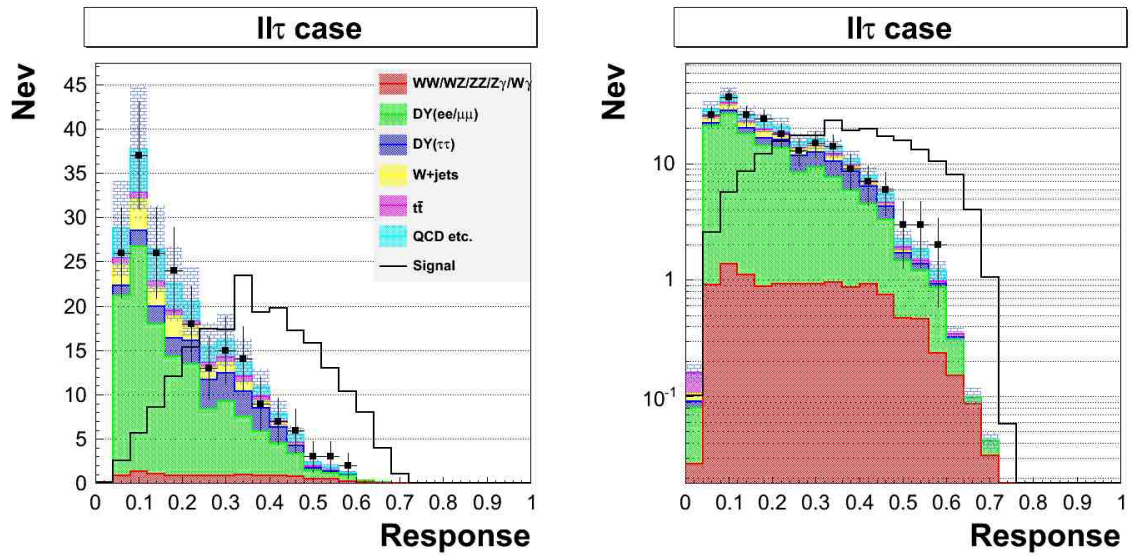 llτ case
Nev
45
40
35
30
25
20
15
10
5
0
0 0.1 0.2 0.3 0.4 0.5 0.6 0.7 0.8 0.9 1
Response
WW/WZ/ZZ/Zγ/Wγ
DY(ee/μμ)
DY(ττ)
W+jets
tt̄
QCD etc.
Signal
llτ case
Nev
10
1
10⁻¹
0 0.1 0.2 0.3 0.4 0.5 0.6 0.7 0.8 0.9 1
Response